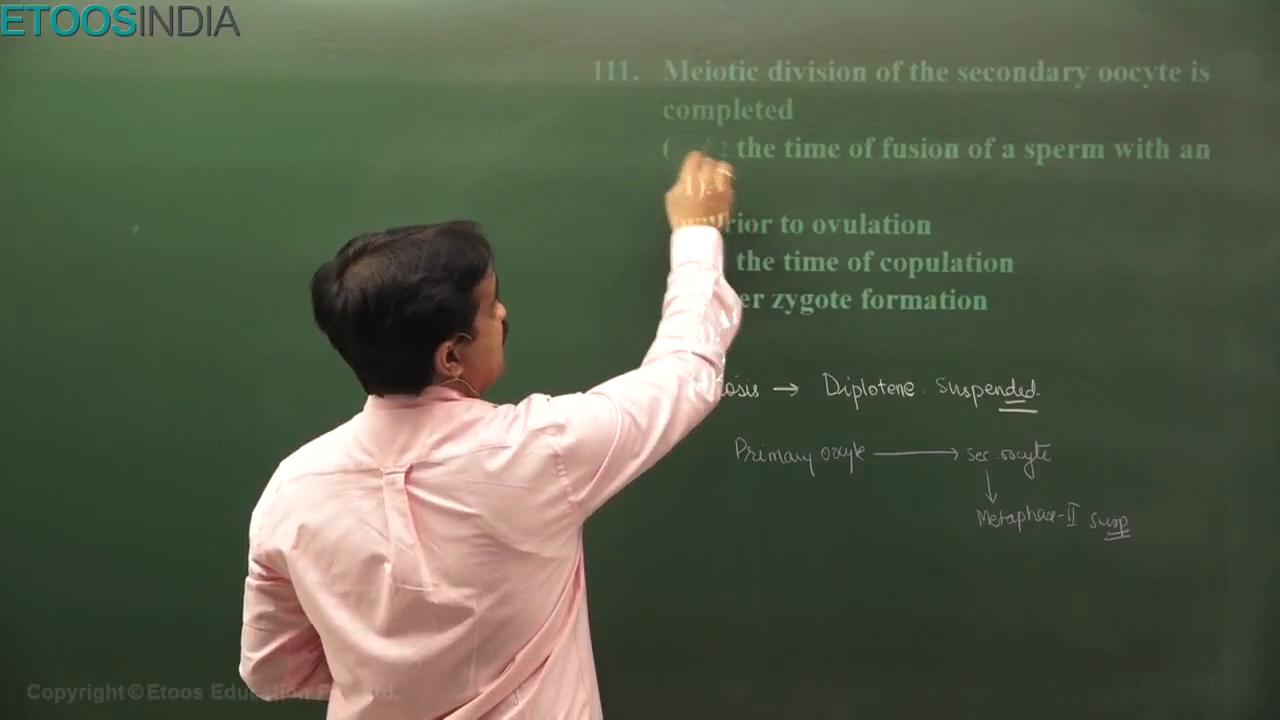 ETOOSINDIA
111. Meiotic division of the secondary oocyte is
completed
the time of fusion of a sperm with an
rior to ovulation
the time of copulation
er zygote formation
osis → Diplotene Suspended.
Primary oocyte → sec. oocyte
↓
Metaphase-II Susp
Copyright © Etoos Education td.